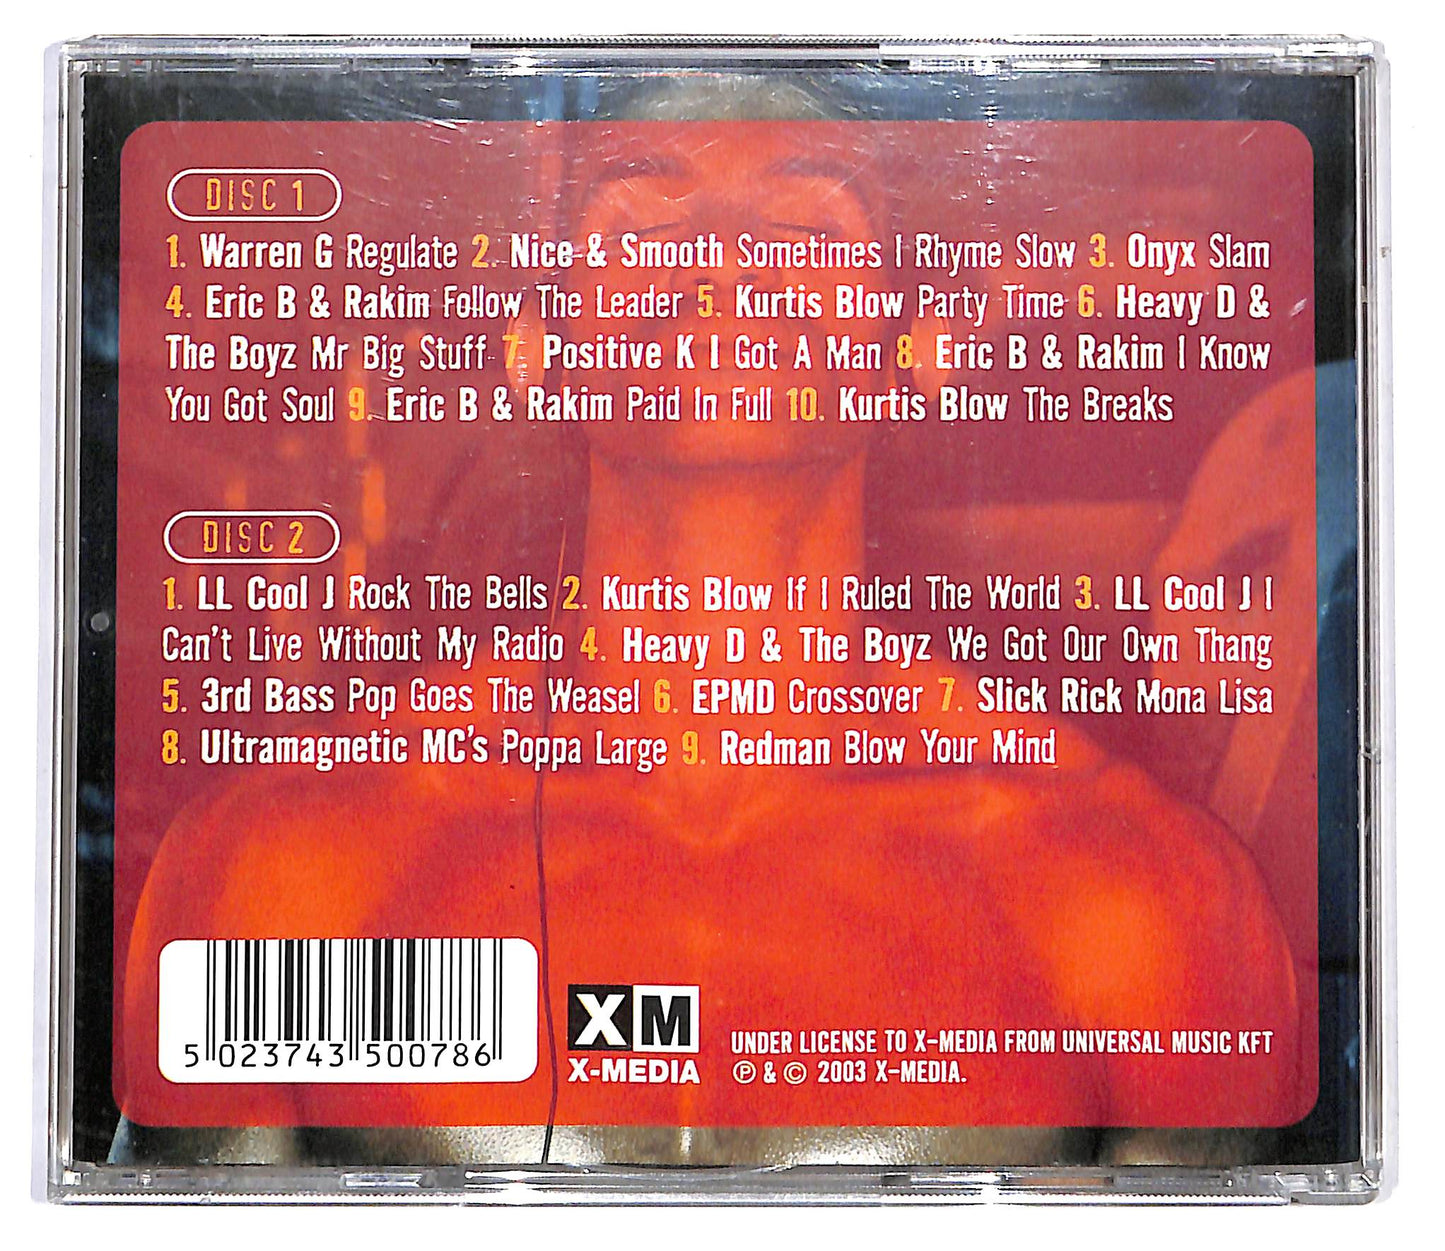 DISC 1
1. Warren G Regulate 2. Nice & Smooth Sometimes I Rhyme Slow 3. Onyx Slam
4. Eric B & Rakim Follow The Leader 5. Kurtis Blow Party Time 6. Heavy D &
The Boyz Mr Big Stuff 7. Positive K I Got A Man 8. Eric B & Rakim I Know
You Got Soul 9. Eric B & Rakim Paid In Full 10. Kurtis Blow The Breaks
DISC 2
1. LL Cool J Rock The Bells 2. Kurtis Blow If I Ruled The World 3. LL Cool J I
Can't Live Without My Radio 4. Heavy D & The Boyz We Got Our Own Thang
5. 3rd Bass Pop Goes The Weasel 6. EPMD Crossover 7. Slick Rick Mona Lisa
8. Ultramagnetic MC's Poppa Large 9. Redman Blow Your Mind
5 023743 500786
XM
X-MEDIA
UNDER LICENSE TO X-MEDIA FROM UNIVERSAL MUSIC KFT
℗ & © 2003 X-MEDIA.